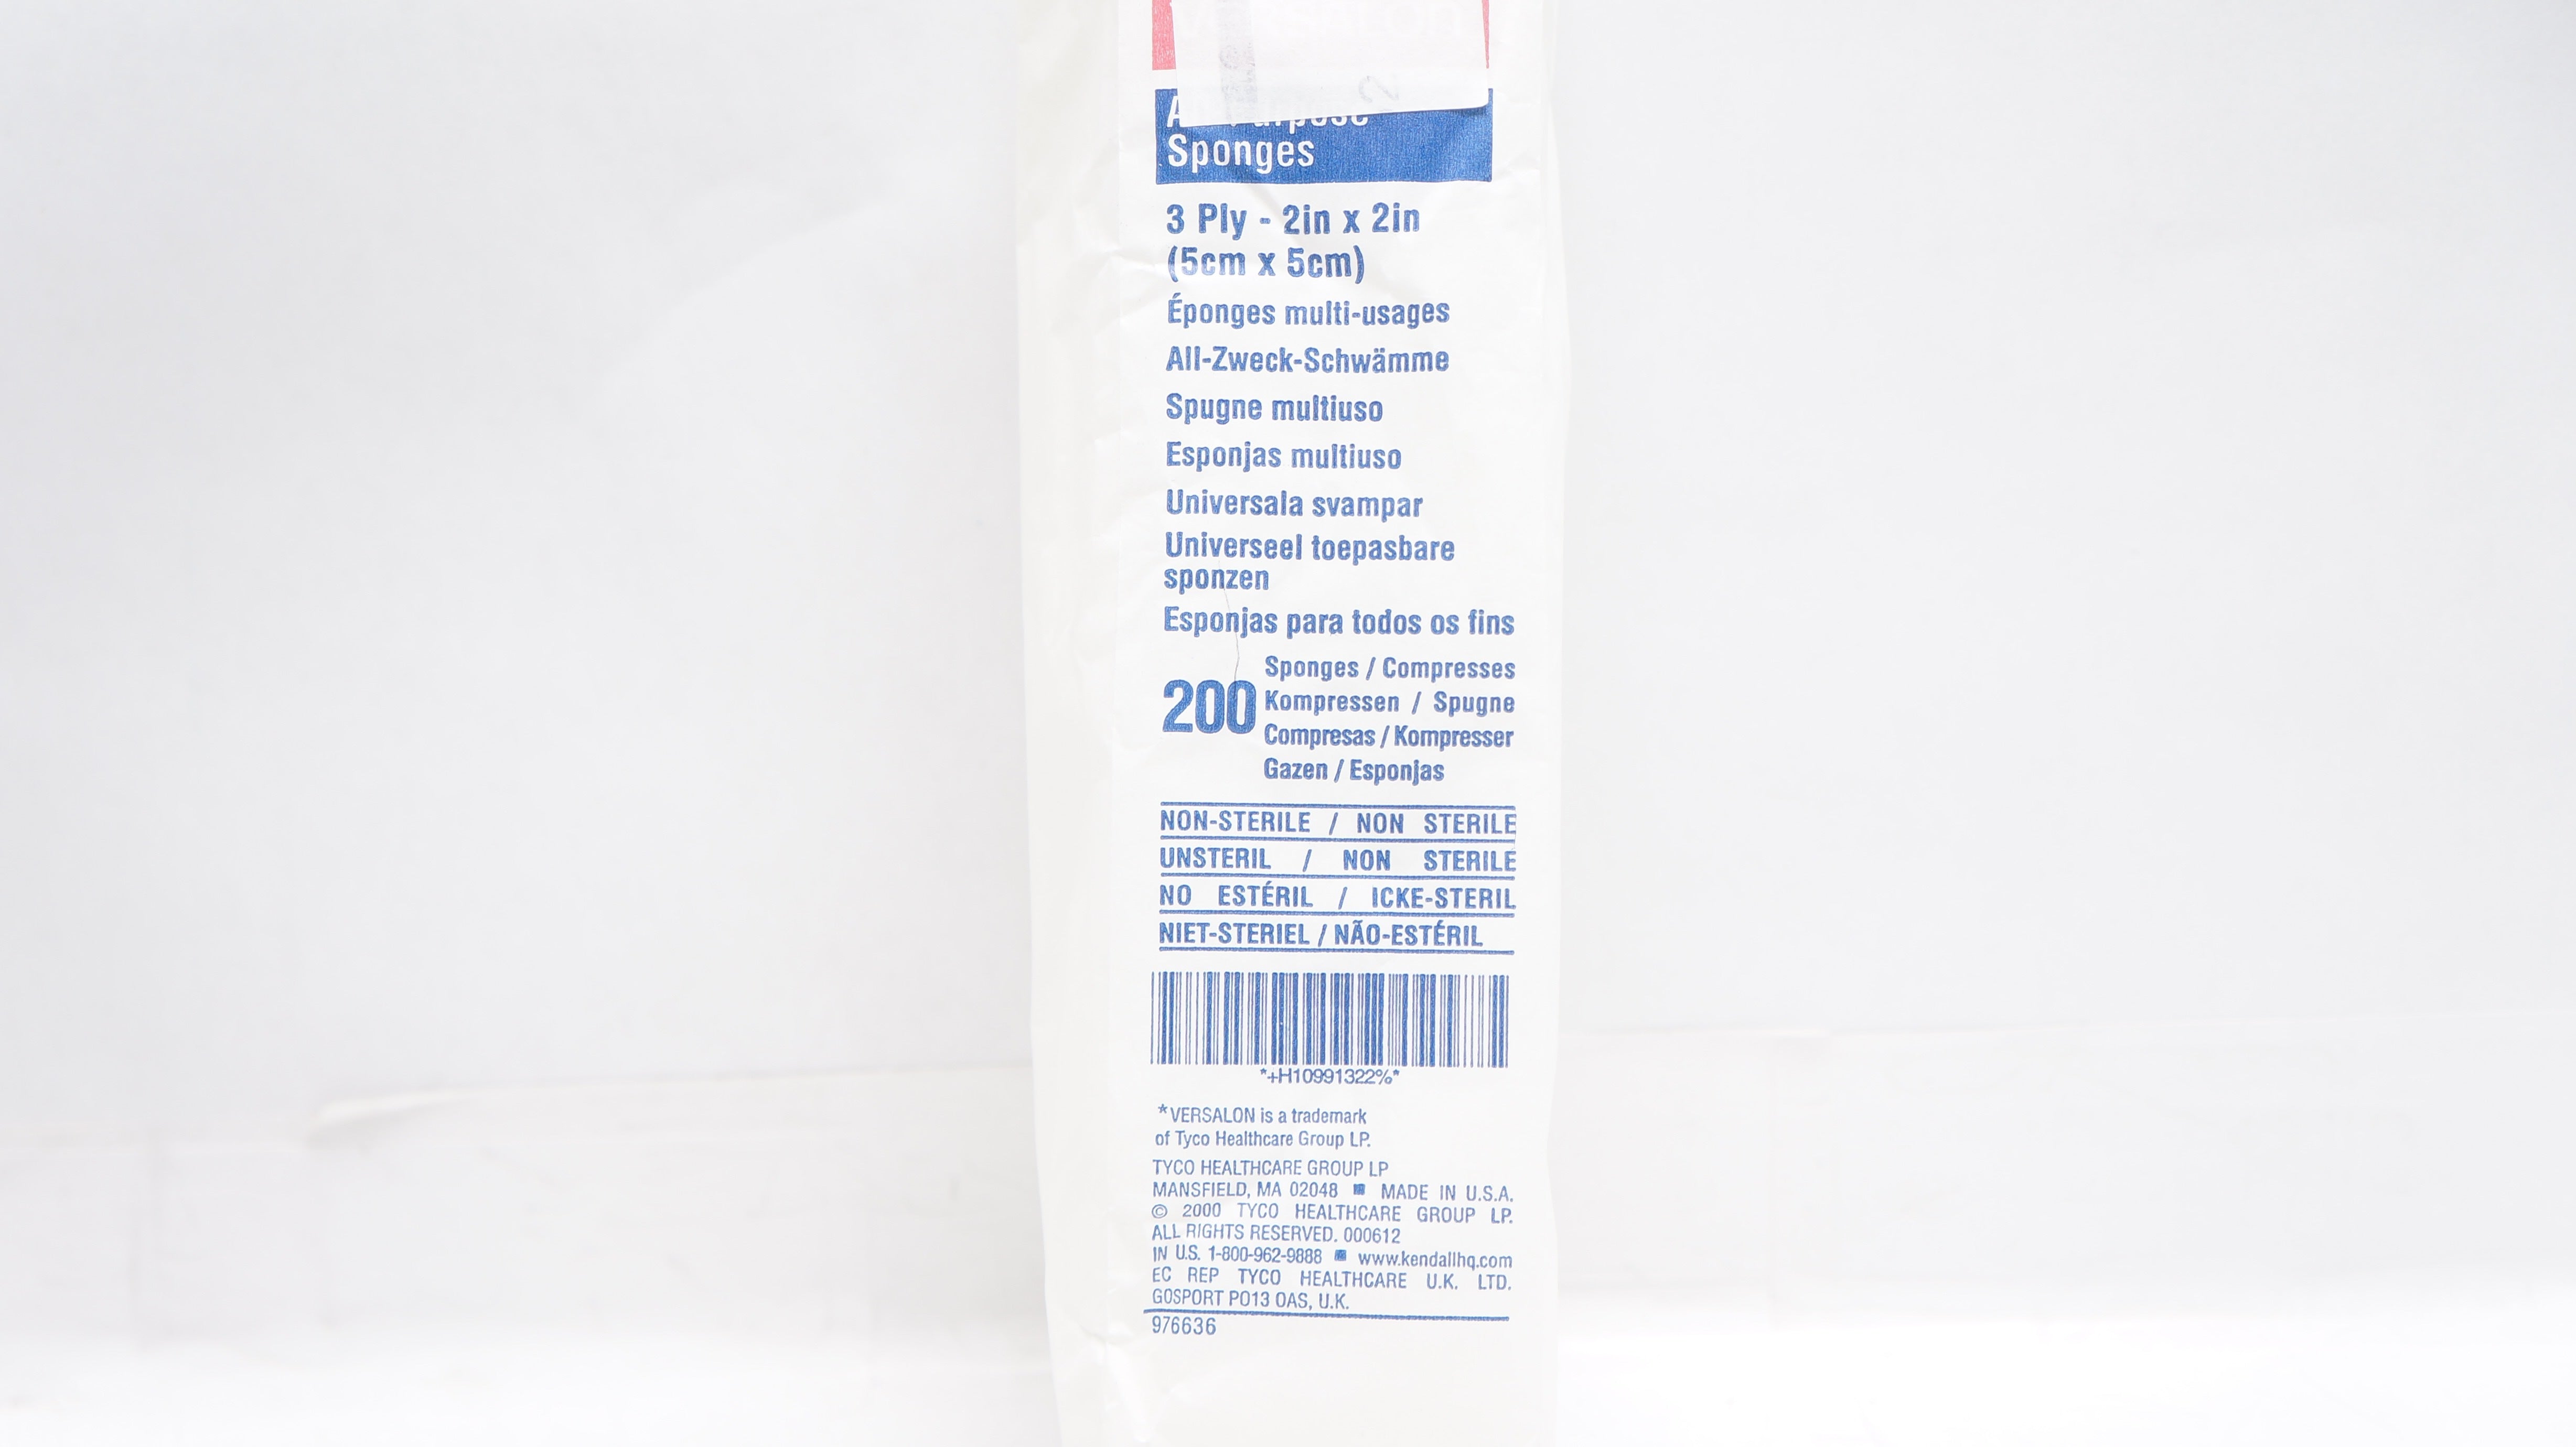 Sponges
3 Ply - 2in x 2in
(5cm x 5cm)
Éponges multi-usages
All-Zweck-Schwämme
Spugne multiuso
Esponjas multiuso
Universala svampar
Universeel toepasbare
sponzen
Esponjas para todos os fins
200
Sponges / Compresses
Kompressen / Spugne
Compresas / Kompresser
Gazen / Esponjas
NON-STERILE / NON STERILE
UNSTERIL / NON STERILE
NO ESTÉRIL / ICKE-STERIL
NIET-STERIEL / NÃO-ESTÉRIL
*+H10991322%*
*VERSALON is a trademark
of Tyco Healthcare Group LP.
TYCO HEALTHCARE GROUP LP
MANSFIELD, MA 02048 ■ MADE IN U.S.A.
© 2000 TYCO HEALTHCARE GROUP LP.
ALL RIGHTS RESERVED. 000612
IN U.S. 1-800-962-9888 ■ www.kendallhq.com
EC REP TYCO HEALTHCARE U.K. LTD.
GOSPORT PO13 OAS, U.K.
976636